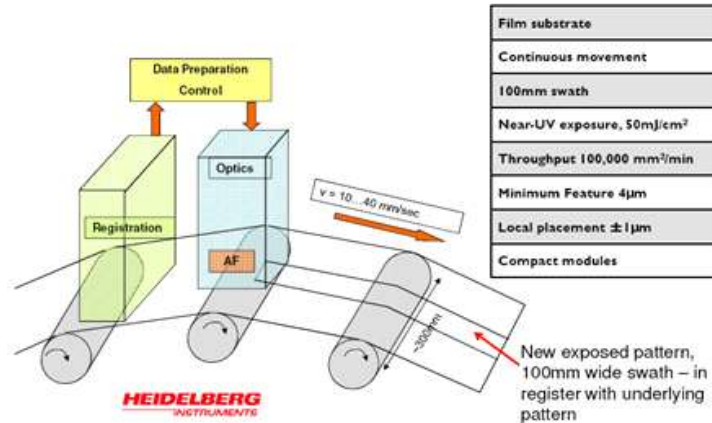 Data Preparation
Control
Registration
Optics
AF
v = 10…40 mm/sec
~300mm
Film substrate
Continuous movement
100mm swath
Near-UV exposure, 50mJ/cm²
Throughput 100,000 mm²/min
Minimum Feature 4µm
Local placement ±1µm
Compact modules
New exposed pattern,
100mm wide swath – in
register with underlying
pattern
HEIDELBERG
INSTRUMENTS